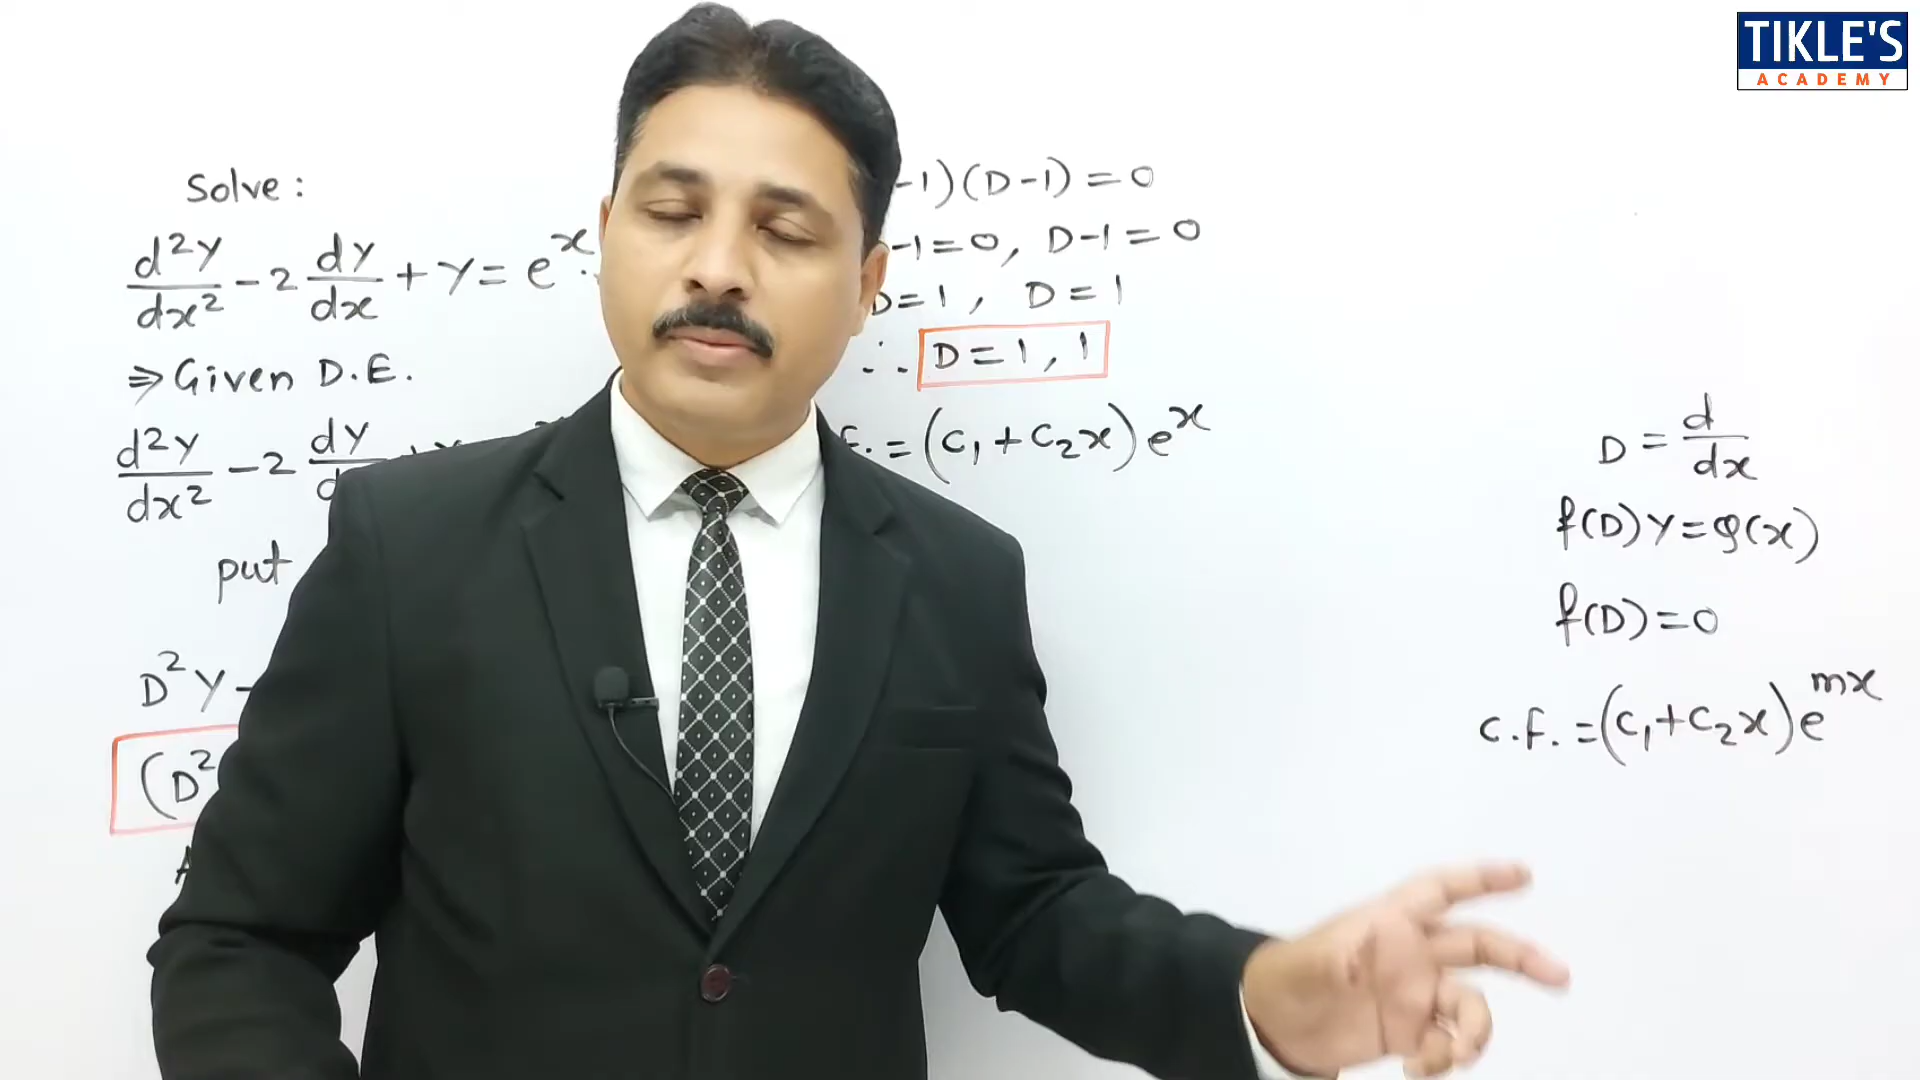 TIKLE'S
ACADEMY
Solve :
d²y/dx² - 2 dy/dx + y = e^x
⇒ Given D.E.
d²y/dx² - 2 dy/
put
D²y -
(D²
-1)(D-1) = 0
-1=0, D-1=0
D=1, D=1
∴ D=1,1
F. = (c₁+c₂x)e^x
D = d/dx
f(D)y=Q(x)
f(D)=0
C.F. =(c₁+c₂x)e^mx